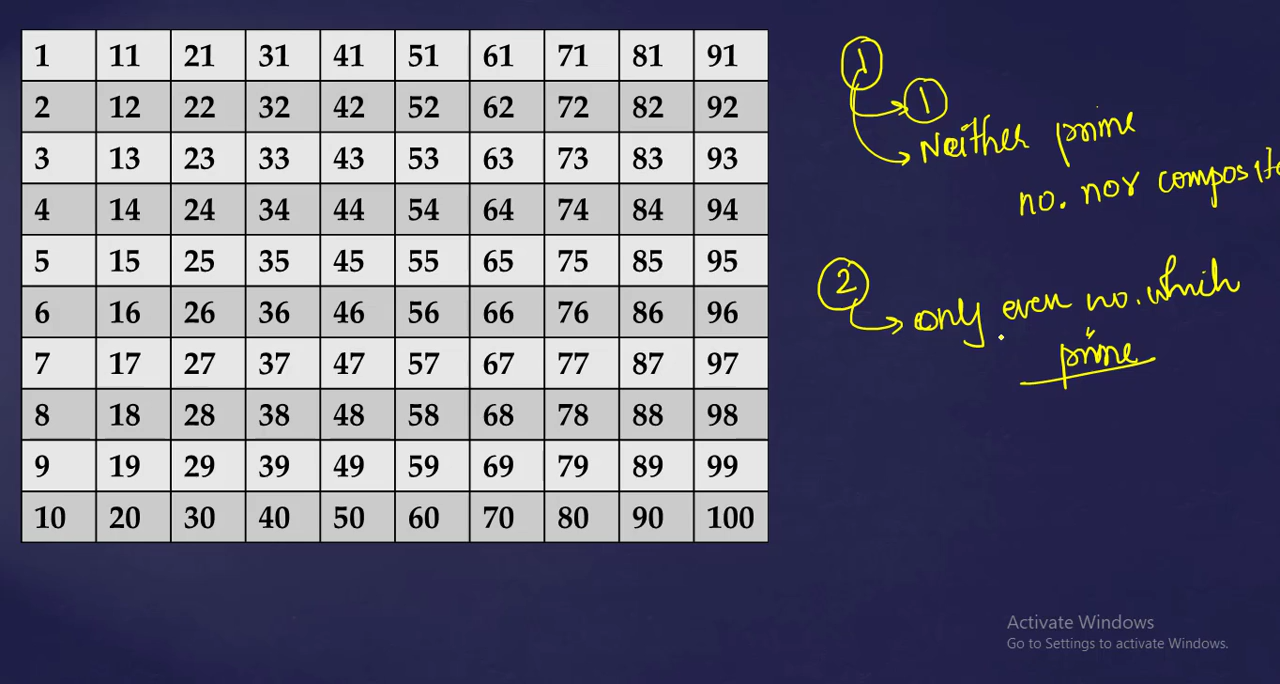 1 11 21 31 41 51 61 71 81 91
2 12 22 32 42 52 62 72 82 92
3 13 23 33 43 53 63 73 83 93
4 14 24 34 44 54 64 74 84 94
5 15 25 35 45 55 65 75 85 95
6 16 26 36 46 56 66 76 86 96
7 17 27 37 47 57 67 77 87 97
8 18 28 38 48 58 68 78 88 98
9 19 29 39 49 59 69 79 89 99
10 20 30 40 50 60 70 80 90 100
1
1
Neither prime
no. nor composite
2
only even no. which
prime
Activate Windows
Go to Settings to activate Windows.